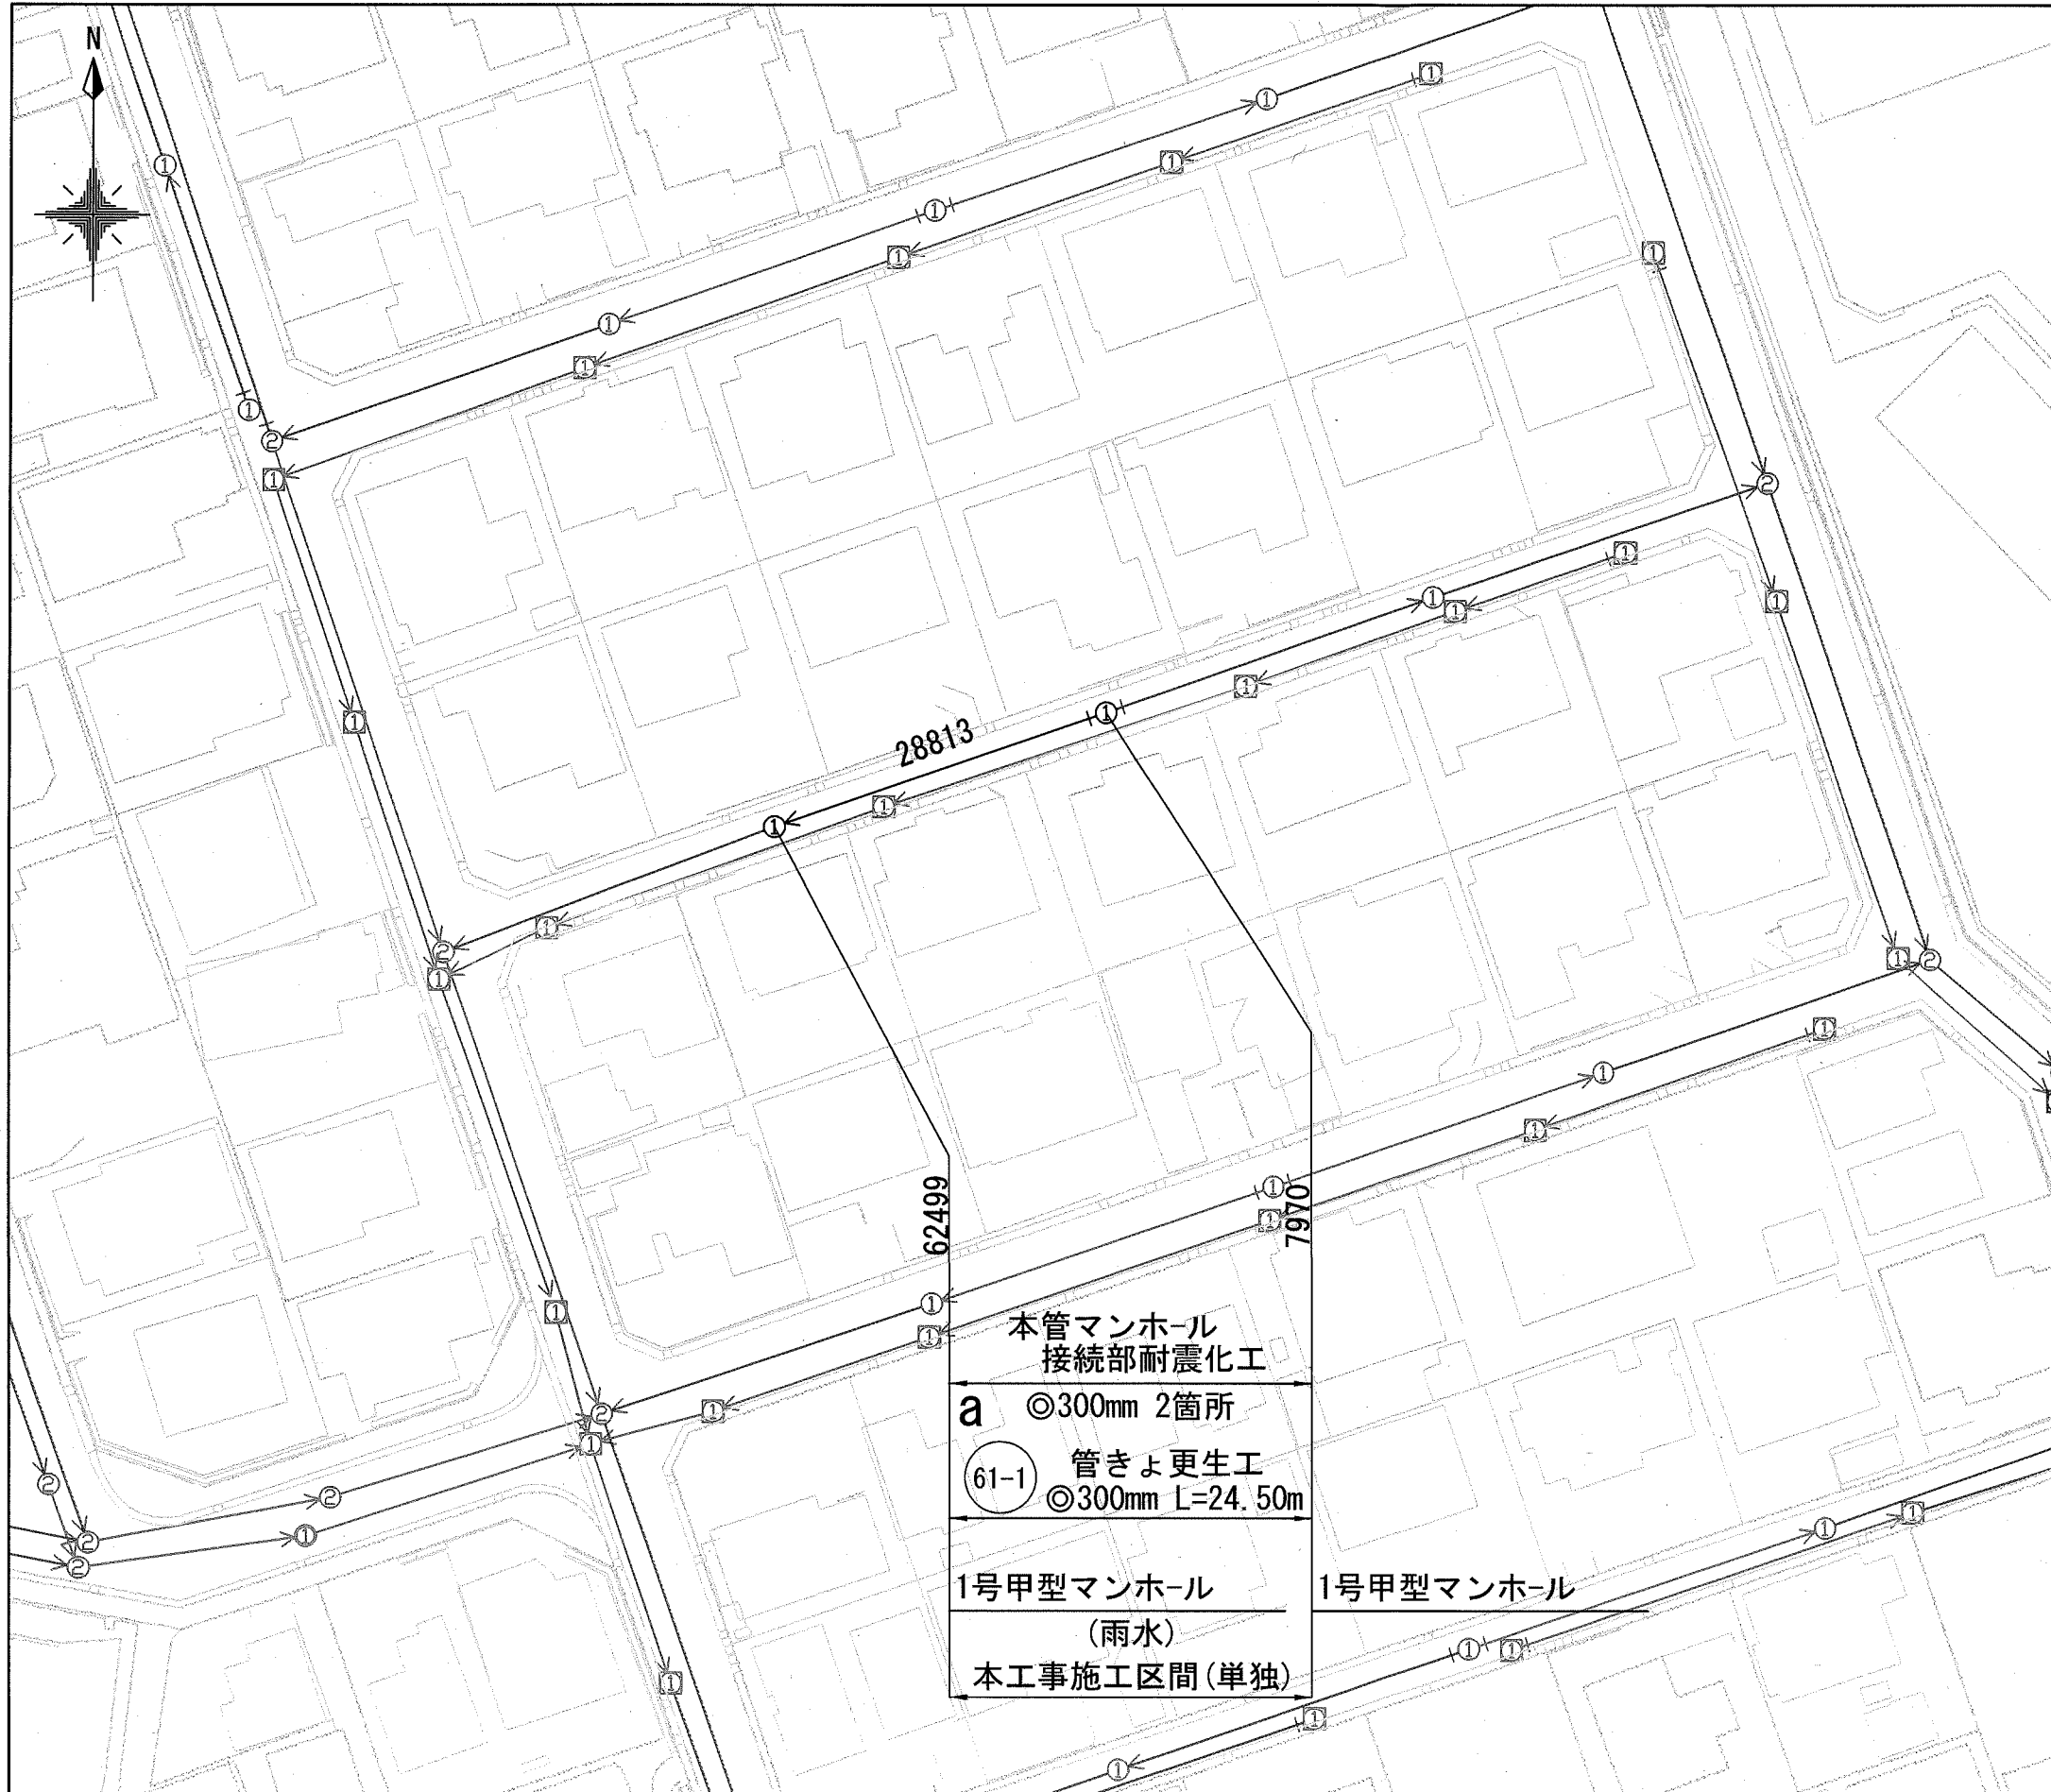 N
28813
62499
7970
本管マンホール
接続部耐震化工
a ◎300mm 2箇所
61-1 管きょ更生工
◎300mm L=24.50m
1号甲型マンホール
1号甲型マンホール
(雨水)
本工事施工区間(単独)